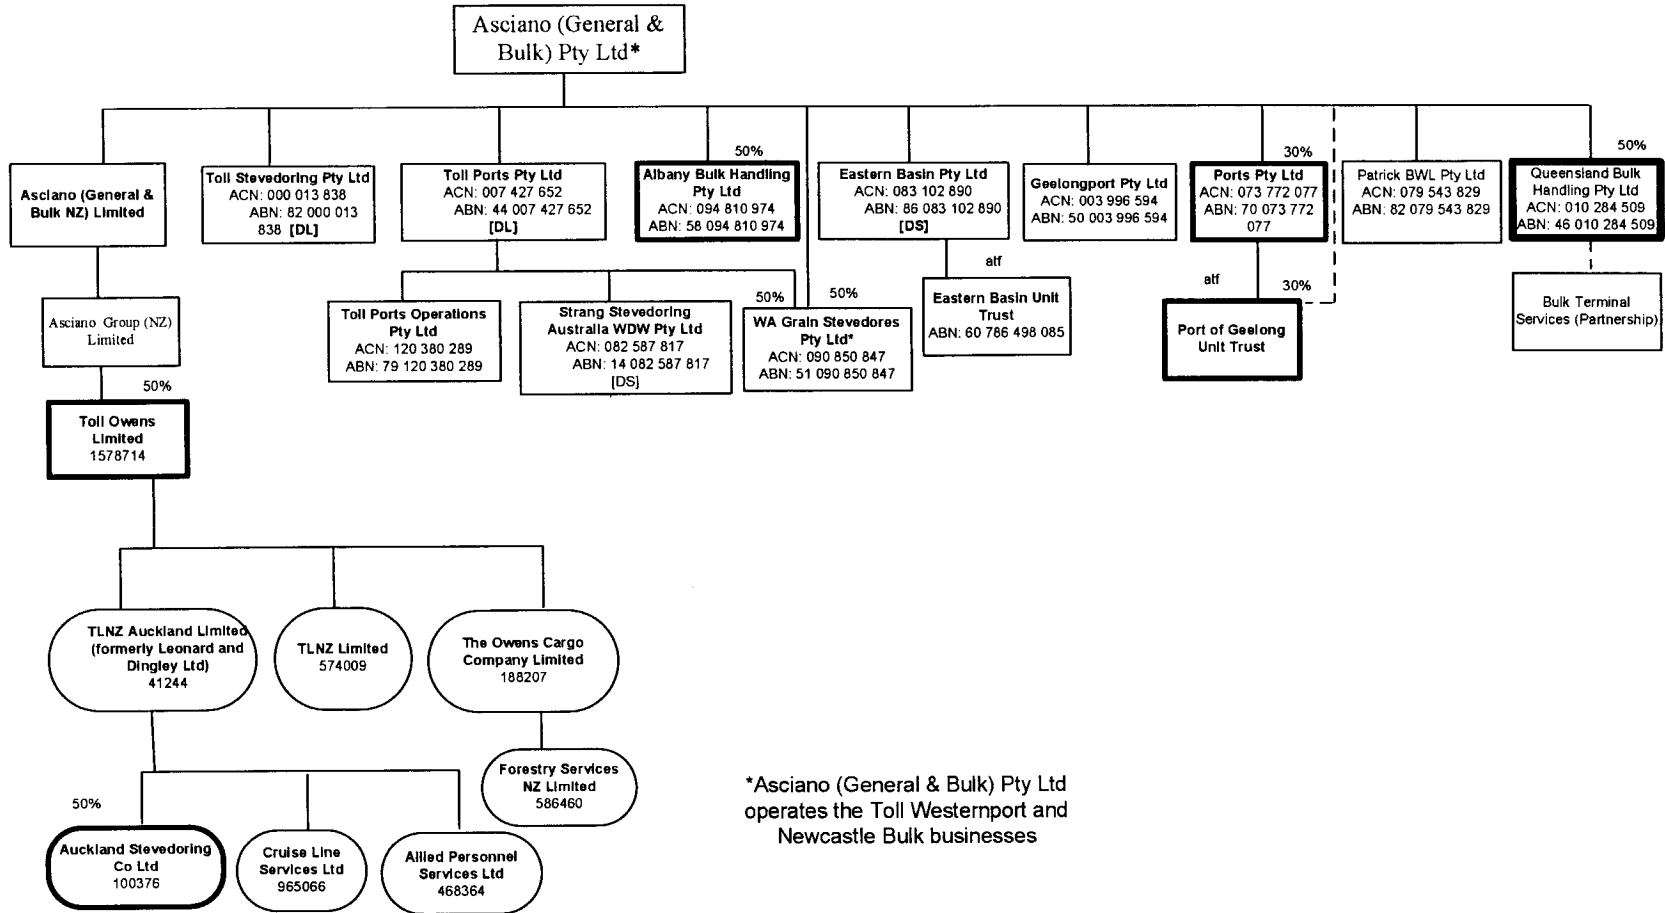 Asciano (General &
Bulk) Pty Ltd*
Asciano (General &
Bulk NZ) Limited
Toll Stevedoring Pty Ltd
ACN: 000 013 838
ABN: 82 000 013
838 [DL]
Toll Ports Pty Ltd
ACN: 007 427 652
ABN: 44 007 427 652
[DL]
50%
Albany Bulk Handling
Pty Ltd
ACN: 094 810 974
ABN: 58 094 810 974
Eastern Basin Pty Ltd
ACN: 083 102 890
ABN: 86 083 102 890
[DS]
Geelongport Pty Ltd
ACN: 003 996 594
ABN: 50 003 996 594
30%
Ports Pty Ltd
ACN: 073 772 077
ABN: 70 073 772
077
Patrick BWL Pty Ltd
ACN: 079 543 829
ABN: 82 079 543 829
50%
Queensland Bulk
Handling Pty Ltd
ACN: 010 284 509
ABN: 46 010 284 509
Asciano Group (NZ)
Limited
Toll Ports Operations
Pty Ltd
ACN: 120 380 289
ABN: 79 120 380 289
Strang Stevedoring
Australia WDW Pty Ltd
ACN: 082 587 817
ABN: 14 082 587 817
[DS]
50%
50%
WA Grain Stevedores
Pty Ltd*
ACN: 090 850 847
ABN: 51 090 850 847
atf
Eastern Basin Unit
Trust
ABN: 60 786 498 085
atf
30%
Port of Geelong
Unit Trust
Bulk Terminal
Services (Partnership)
50%
Toll Owens
Limited
1578714
TLNZ Auckland Limited
(formerly Leonard and
Dingley Ltd)
41244
TLNZ Limited
574009
The Owens Cargo
Company Limited
188207
Forestry Services
NZ Limited
586460
50%
Auckland Stevedoring
Co Ltd
100376
Cruise Line
Services Ltd
965066
Allied Personnel
Services Ltd
468364
*Asciano (General & Bulk) Pty Ltd
operates the Toll Westernport and
Newcastle Bulk businesses